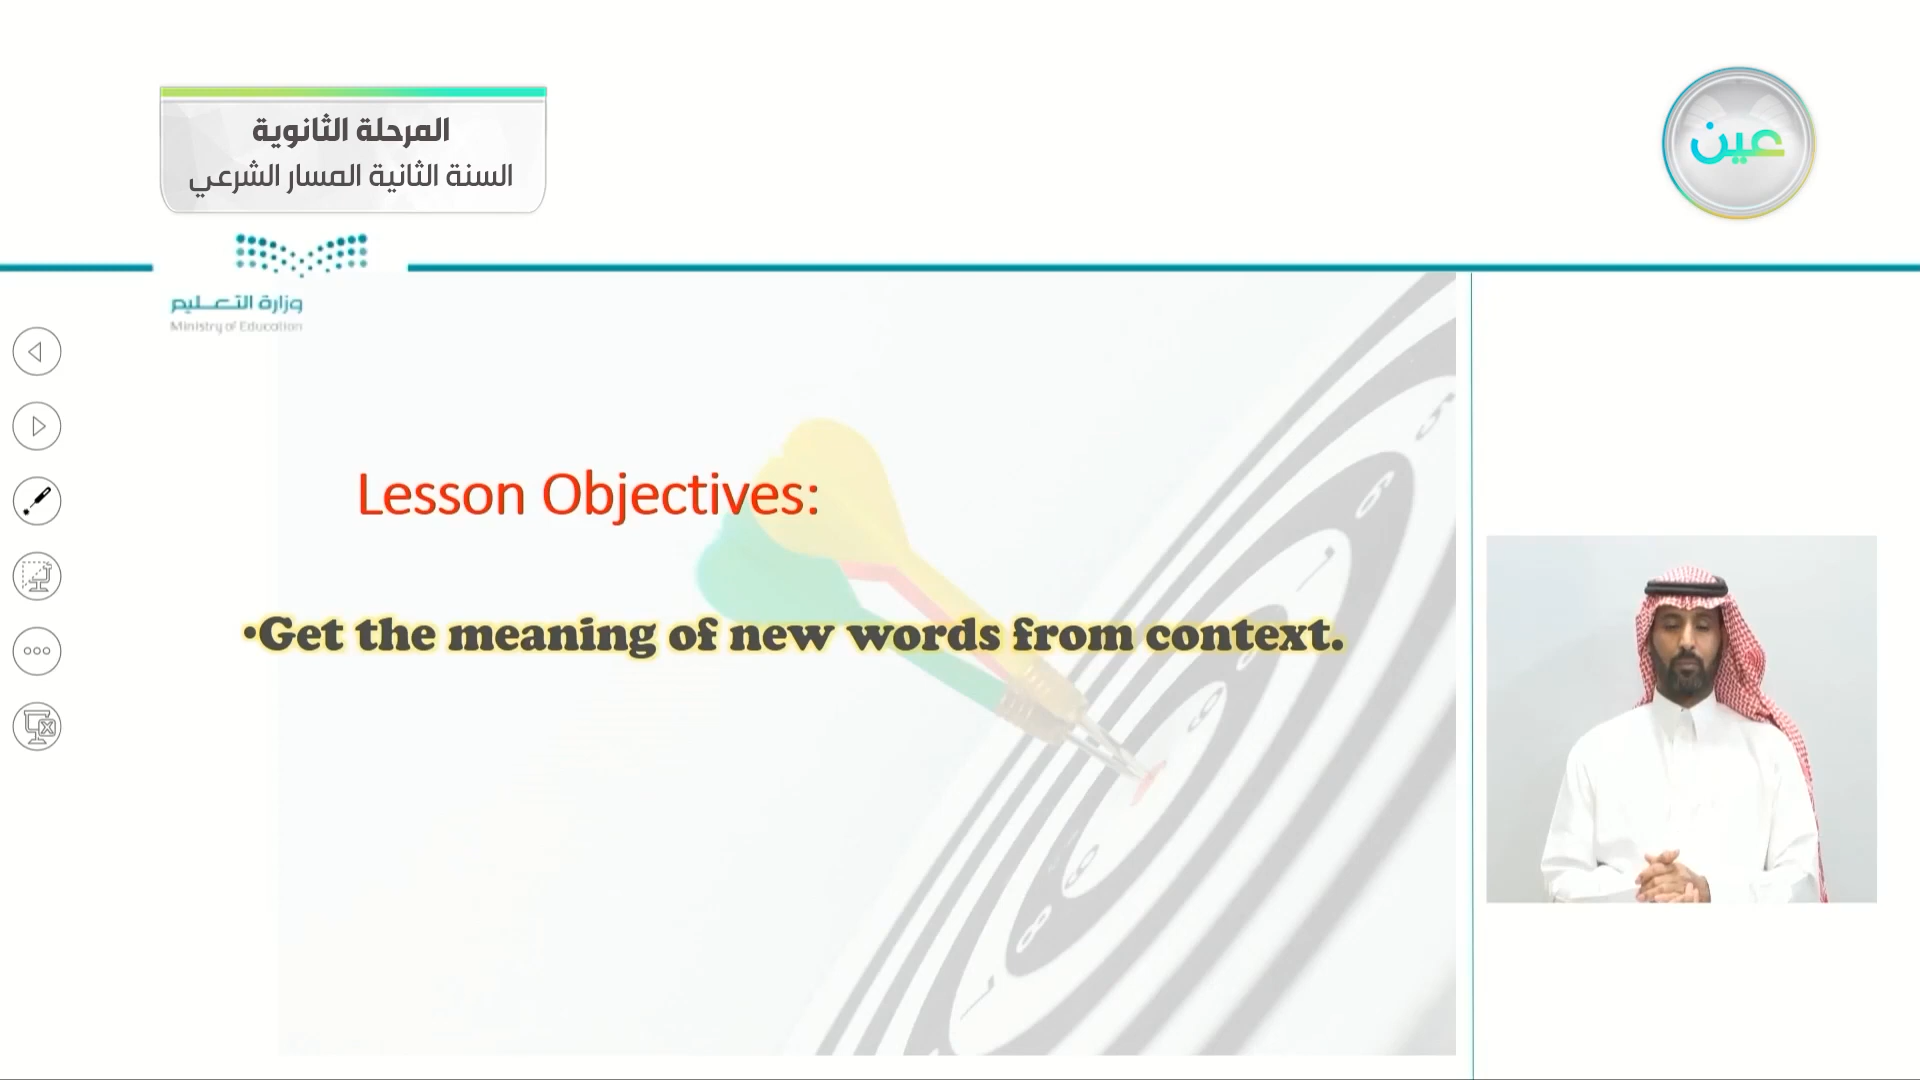 المرحلة الثانوية
السنة الثانية المسار الشرعي
عين
وزارة التعليم
Ministry of Education
Lesson Objectives:
•Get the meaning of new words from context.